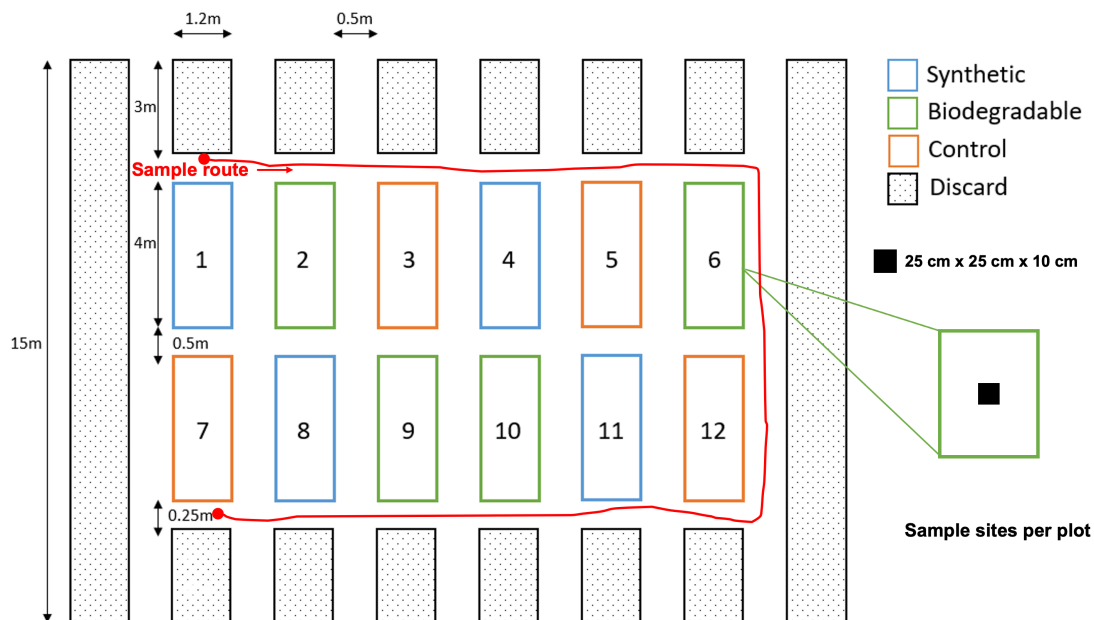 1.2m
0.5m
Synthetic
Biodegradable
Control
Discard
3m
Sample route
4m
1
2
3
4
5
6
25 cm x 25 cm x 10 cm
15m
0.5m
7
8
9
10
11
12
0.25m
Sample sites per plot